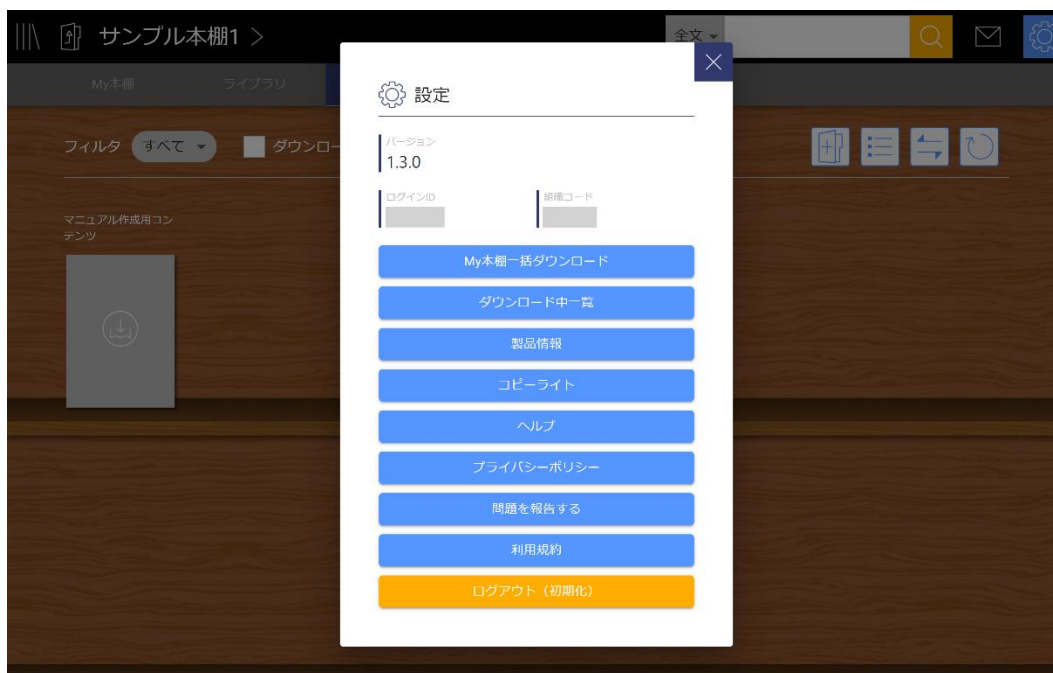 サンプル本棚1 >
全文
My本棚
ライブラリ
フィルタ
すべて
ダウンロー
マニュアル作成用コン
テンツ
設定
バージョン
1.3.0
ログインID
組織コード
My本棚一括ダウンロード
ダウンロード中一覧
製品情報
コピーライト
ヘルプ
プライバシーポリシー
問題を報告する
利用規約
ログアウト（初期化）